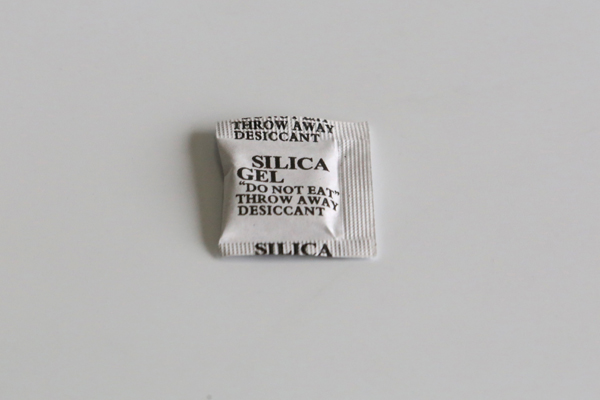 THROW AWAY
DESICCANT
SILICA
GEL
"DO NOT EAT"
THROW AWAY
DESICCANT
SILICA